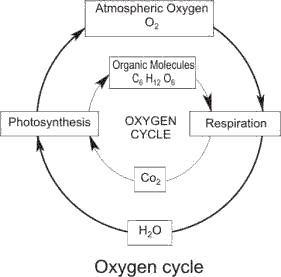 Atmospheric Oxygen
O₂
Organic Molecules
C₆ H₁₂ O₆
Photosynthesis
OXYGEN
CYCLE
Respiration
Co₂
H₂O
Oxygen cycle